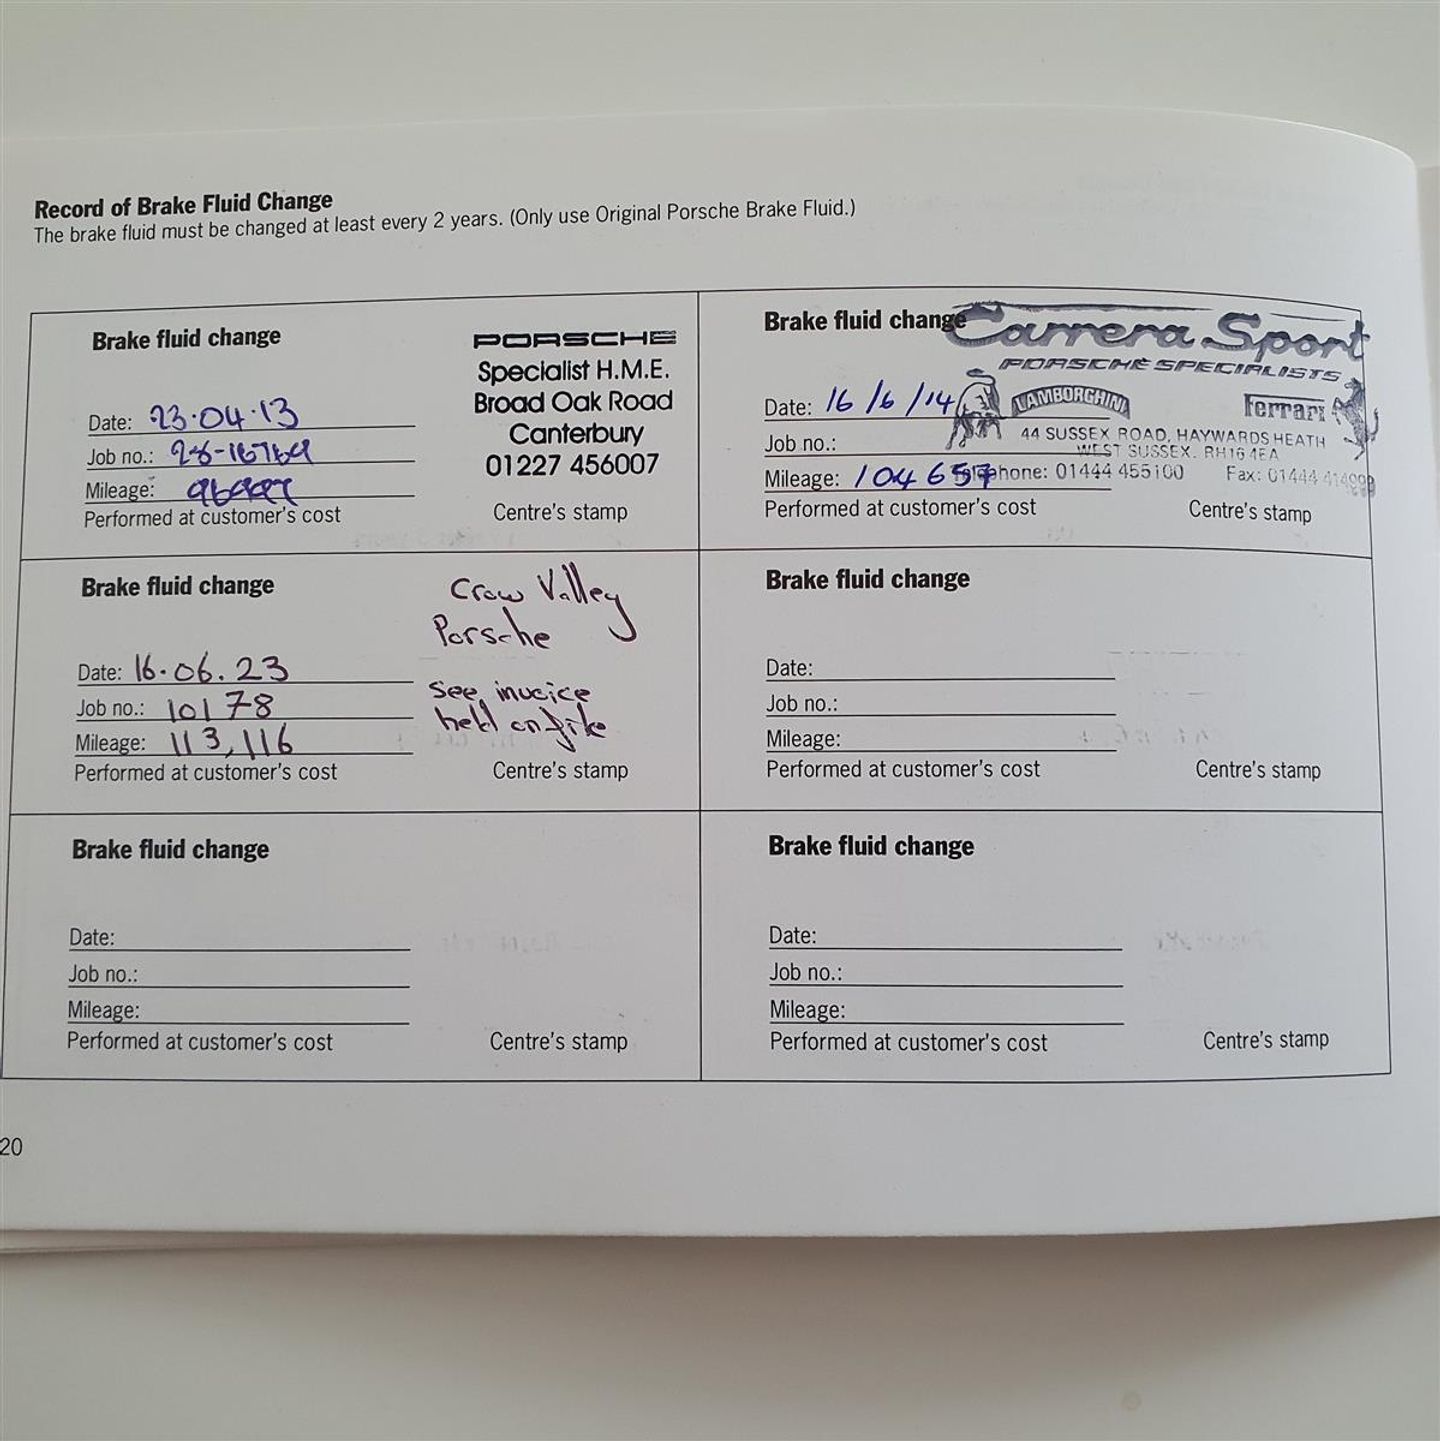 Record of Brake Fluid Change
The brake fluid must be changed at least every 2 years. (Only use Original Porsche Brake Fluid.)
Brake fluid change
Date: 23.04.13
Job no.:
Mileage:
Performed at customer's cost
PORSCHE
Specialist H.M.E.
Broad Oak Road
Canterbury
01227 456007
Centre's stamp
Brake fluid change
Date: 16/6/14
Job no.:
Mileage: 104 657
Performed at customer's cost
Carrera Sport
PORSCHE SPECIALISTS
LAMBORGHINI
Ferrari
44 SUSSEX ROAD, HAYWARDS HEATH
WEST SUSSEX. RH16 4EA
phone: 01444 455100 Fax: 01444
Centre's stamp
Brake fluid change
Date: 16.06.23
Job no.: 10178
Mileage: 113,116
Performed at customer's cost
Crow Valley
Porsche
See invoice
held on file
Centre's stamp
Brake fluid change
Date:
Job no.:
Mileage:
Performed at customer's cost
Centre's stamp
Brake fluid change
Date:
Job no.:
Mileage:
Performed at customer's cost
Centre's stamp
Brake fluid change
Date:
Job no.:
Mileage:
Performed at customer's cost
Centre's stamp
20